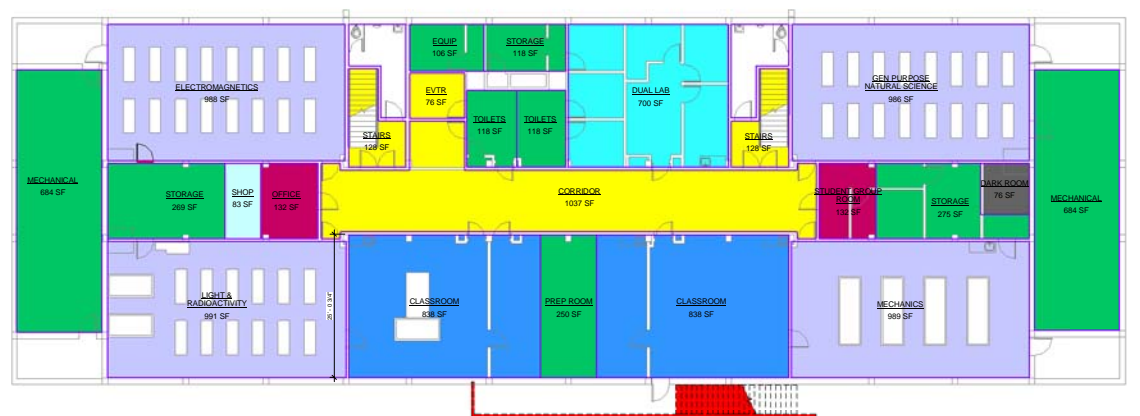 EQUIP
106 SF
STORAGE
118 SF
ELECTROMAGNETICS
988 SF
EVTR
76 SF
DUAL LAB
700 SF
GEN PURPOSE
NATURAL SCIENCE
986 SF
TOILETS
118 SF
TOILETS
118 SF
STAIRS
128 SF
STAIRS
128 SF
MECHANICAL
684 SF
STORAGE
269 SF
SHOP
83 SF
OFFICE
132 SF
CORRIDOR
1037 SF
STUDENT GROUP
ROOM
132 SF
STORAGE
275 SF
DARK ROOM
76 SF
MECHANICAL
684 SF
LIGHT &
RADIOACTIVITY
991 SF
25' - 0 3/4"
CLASSROOM
838 SF
PREP ROOM
250 SF
CLASSROOM
838 SF
MECHANICS
989 SF